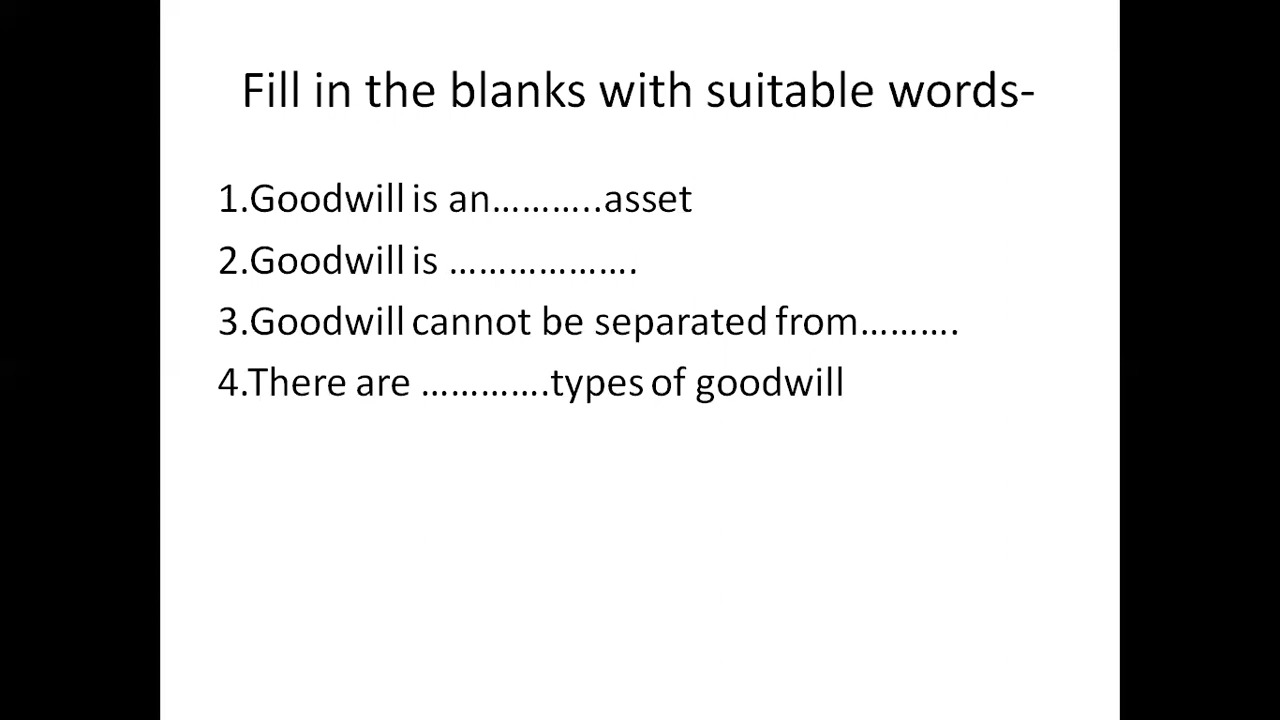 Fill in the blanks with suitable words-
1.Goodwill is an………..asset
2.Goodwill is ……………….
3.Goodwill cannot be separated from……….
4.There are ………….types of goodwill